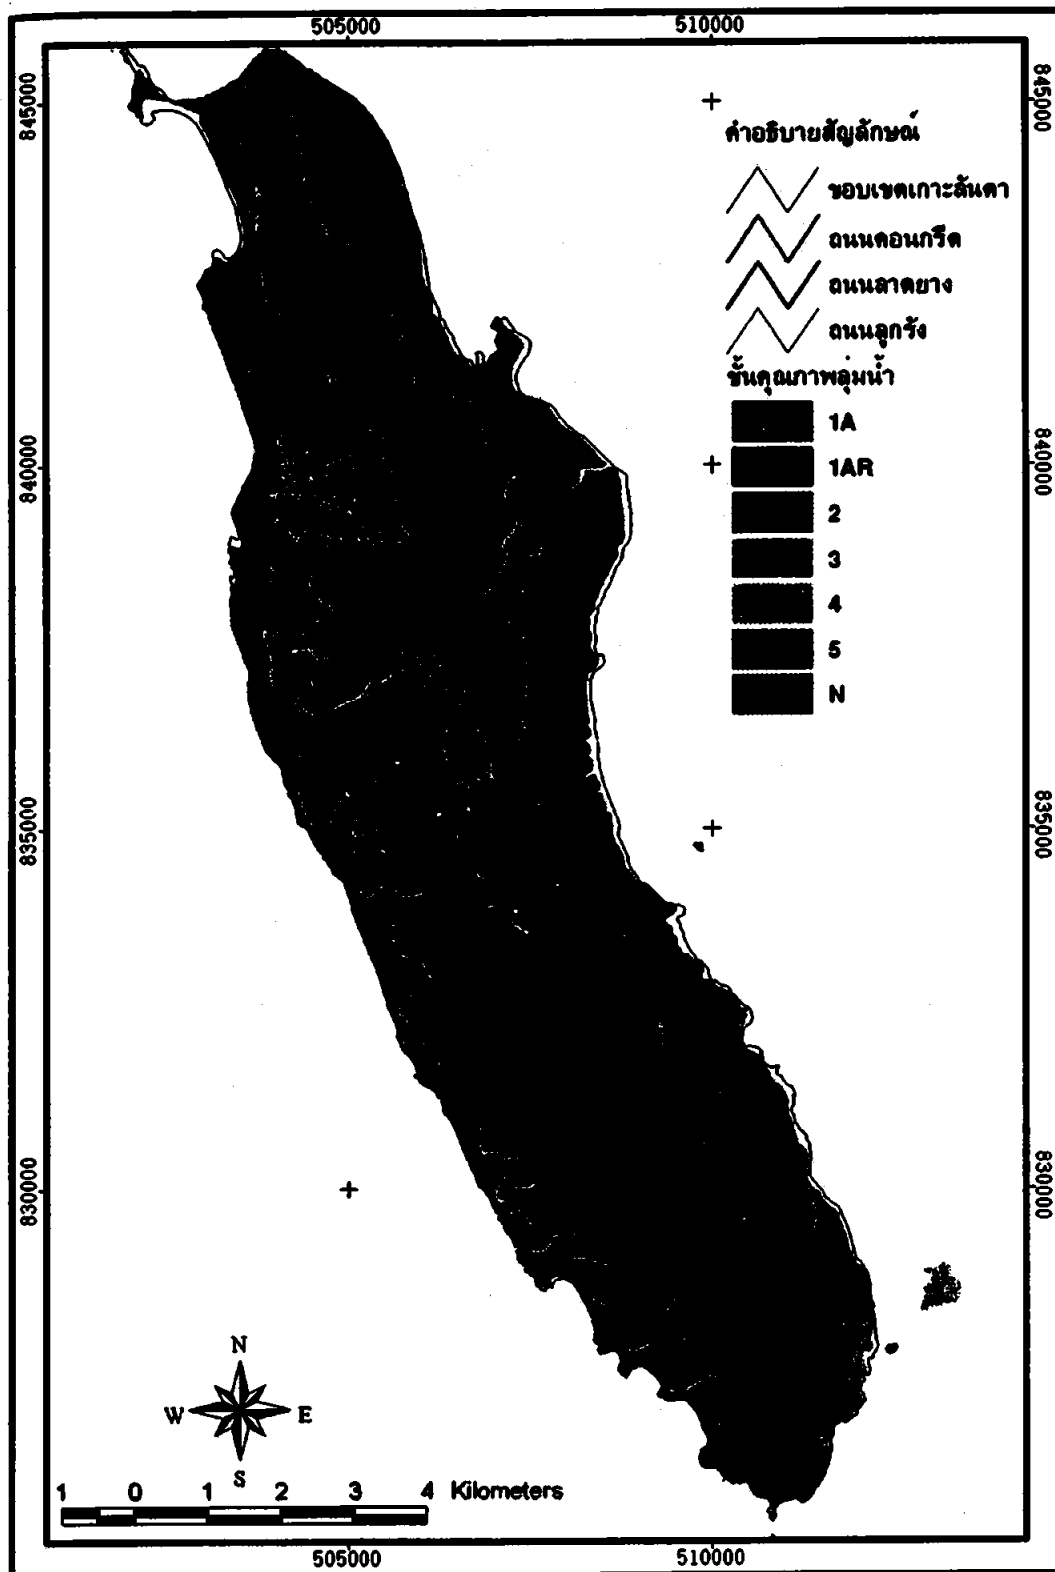 505000 510000
845000 845000
คำอธิบายสัญลักษณ์
ขอบเขตเกาะลันตา
ถนนคอนกรีต
ถนนลาดยาง
ถนนลูกรัง
ชั้นคุณภาพลุ่มน้ำ
1A
1AR
2
3
4
5
N
840000 840000
835000 835000
830000 830000
N
W E
S
1 0 1 2 3 4 Kilometers
505000 510000